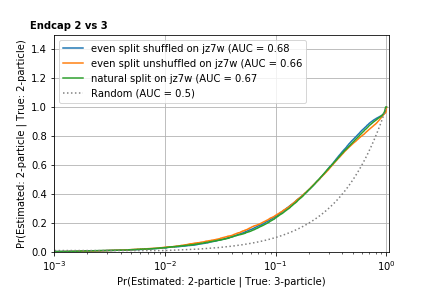 Endcap 2 vs 3
Pr(Estimated: 2-particle | True: 2-particle)
1.4
1.2
1.0
0.8
0.6
0.4
0.2
0.0
even split shuffled on jz7w (AUC = 0.68
even split unshuffled on jz7w (AUC = 0.66
natural split on jz7w (AUC = 0.67
Random (AUC = 0.5)
10⁻³ 10⁻² 10⁻¹ 10⁰
Pr(Estimated: 2-particle | True: 3-particle)